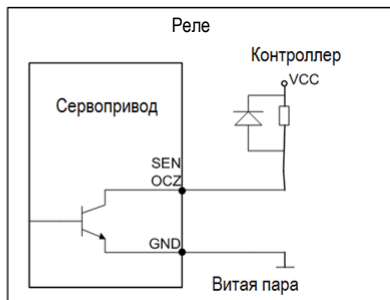 Реле
Контроллер
VCC
Сервопривод
SEN
OCZ
GND
Витая пара